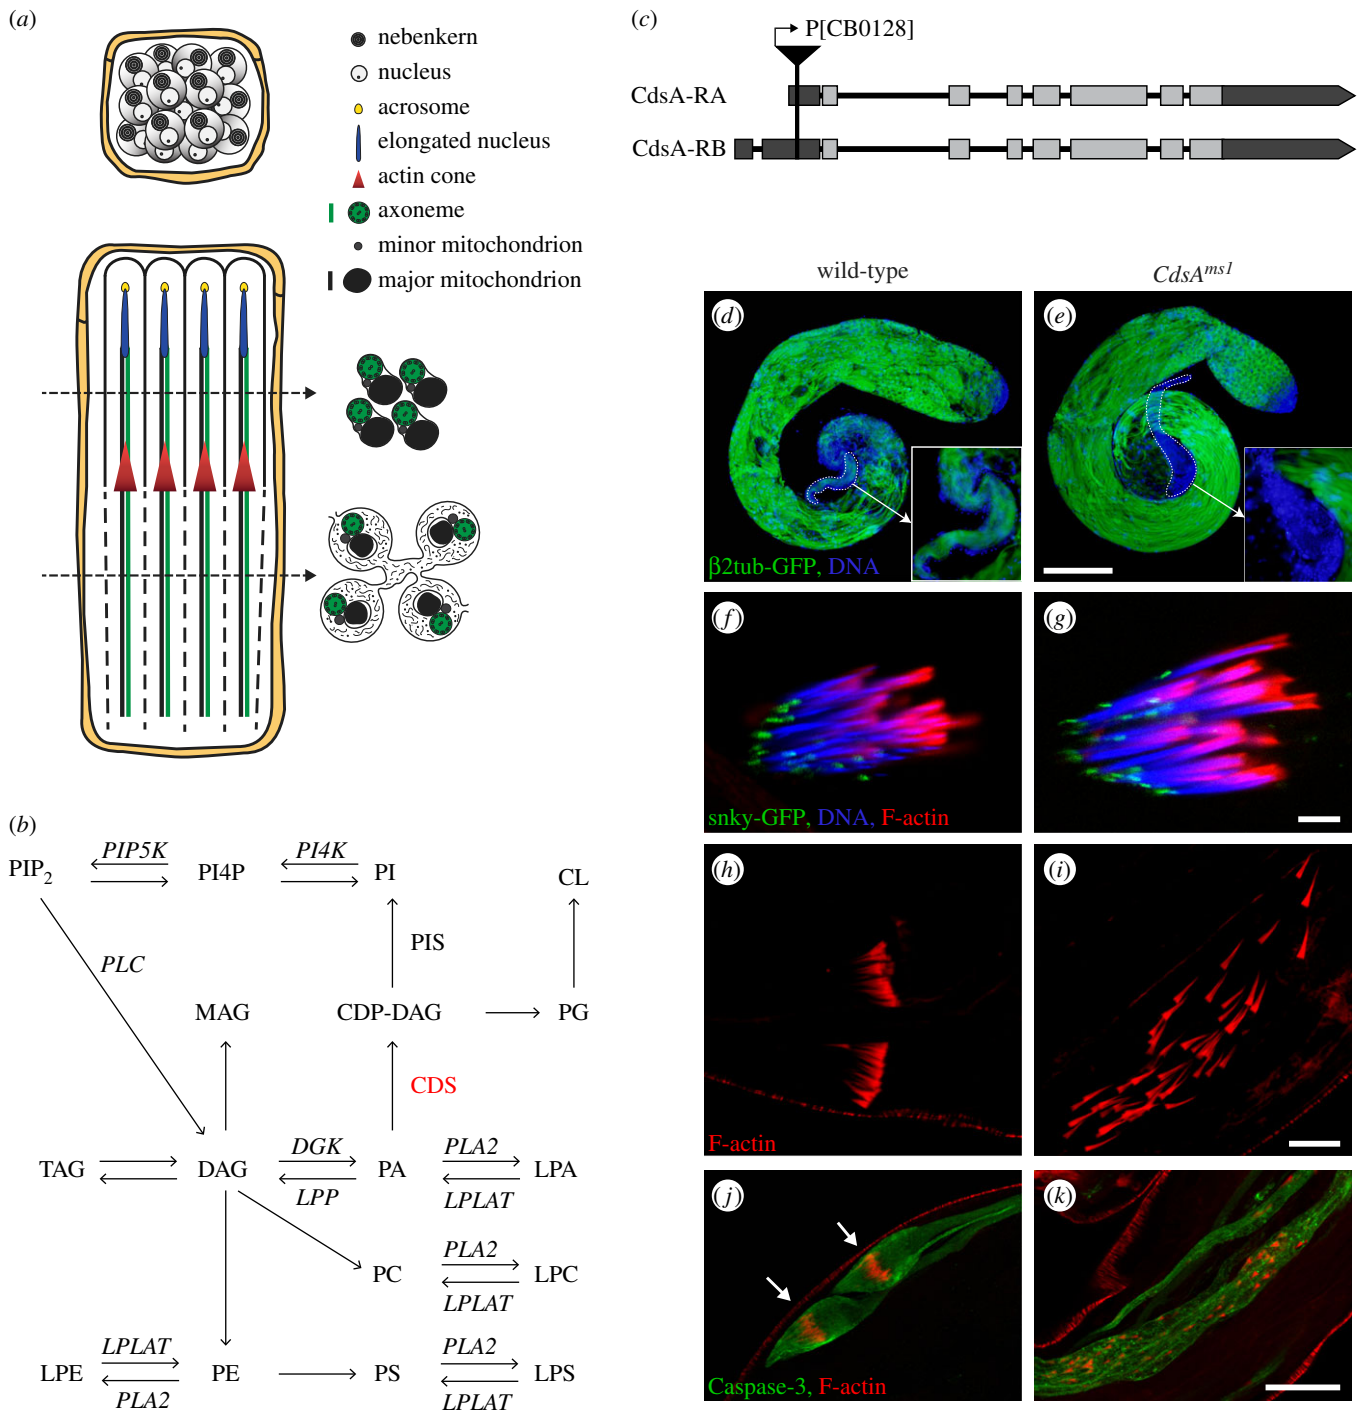 (a)
nebenkern
nucleus
acrosome
elongated nucleus
actin cone
axoneme
minor mitochondrion
major mitochondrion
(b)
PIP2 PIP5K PI4P PI4K PI CL
PLC PIS
MAG CDP-DAG PG
CDS
TAG DAG DGK PA PLA2 LPA
LPP LPLAT
PC PLA2 LPC
LPLAT
LPE LPLAT PE PS PLA2 LPS
PLA2 LPLAT
(c)
P[CB0128]
CdsA-RA
CdsA-RB
wild-type CdsA^ms1
(d) (e)
β2tub-GFP, DNA
(f) (g)
snky-GFP, DNA, F-actin
(h) (i)
F-actin
(j) (k)
Caspase-3, F-actin